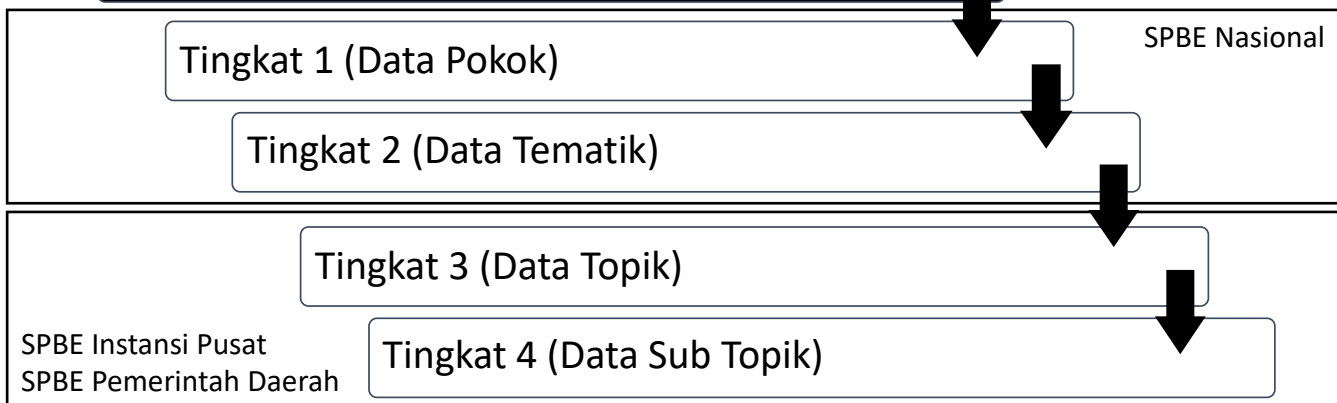 SPBE Nasional
Tingkat 1 (Data Pokok)
Tingkat 2 (Data Tematik)
Tingkat 3 (Data Topik)
SPBE Instansi Pusat
SPBE Pemerintah Daerah
Tingkat 4 (Data Sub Topik)